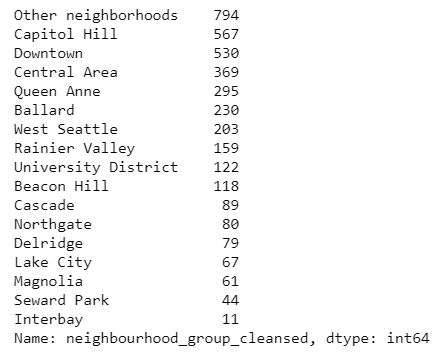 Other neighborhoods    794
Capitol Hill           567
Downtown               530
Central Area           369
Queen Anne             295
Ballard                230
West Seattle           203
Rainier Valley         159
University District    122
Beacon Hill            118
Cascade                 89
Northgate               80
Delridge                79
Lake City               67
Magnolia                61
Seward Park             44
Interbay                11
Name: neighbourhood_group_cleansed, dtype: int64